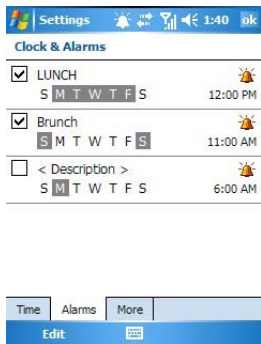 Settings 1:40 ok
Clock & Alarms
LUNCH
S M T W T F S 12:00 PM
Brunch
S M T W T F S 11:00 AM
< Description >
S M T W T F S 6:00 AM
Time Alarms More
Edit